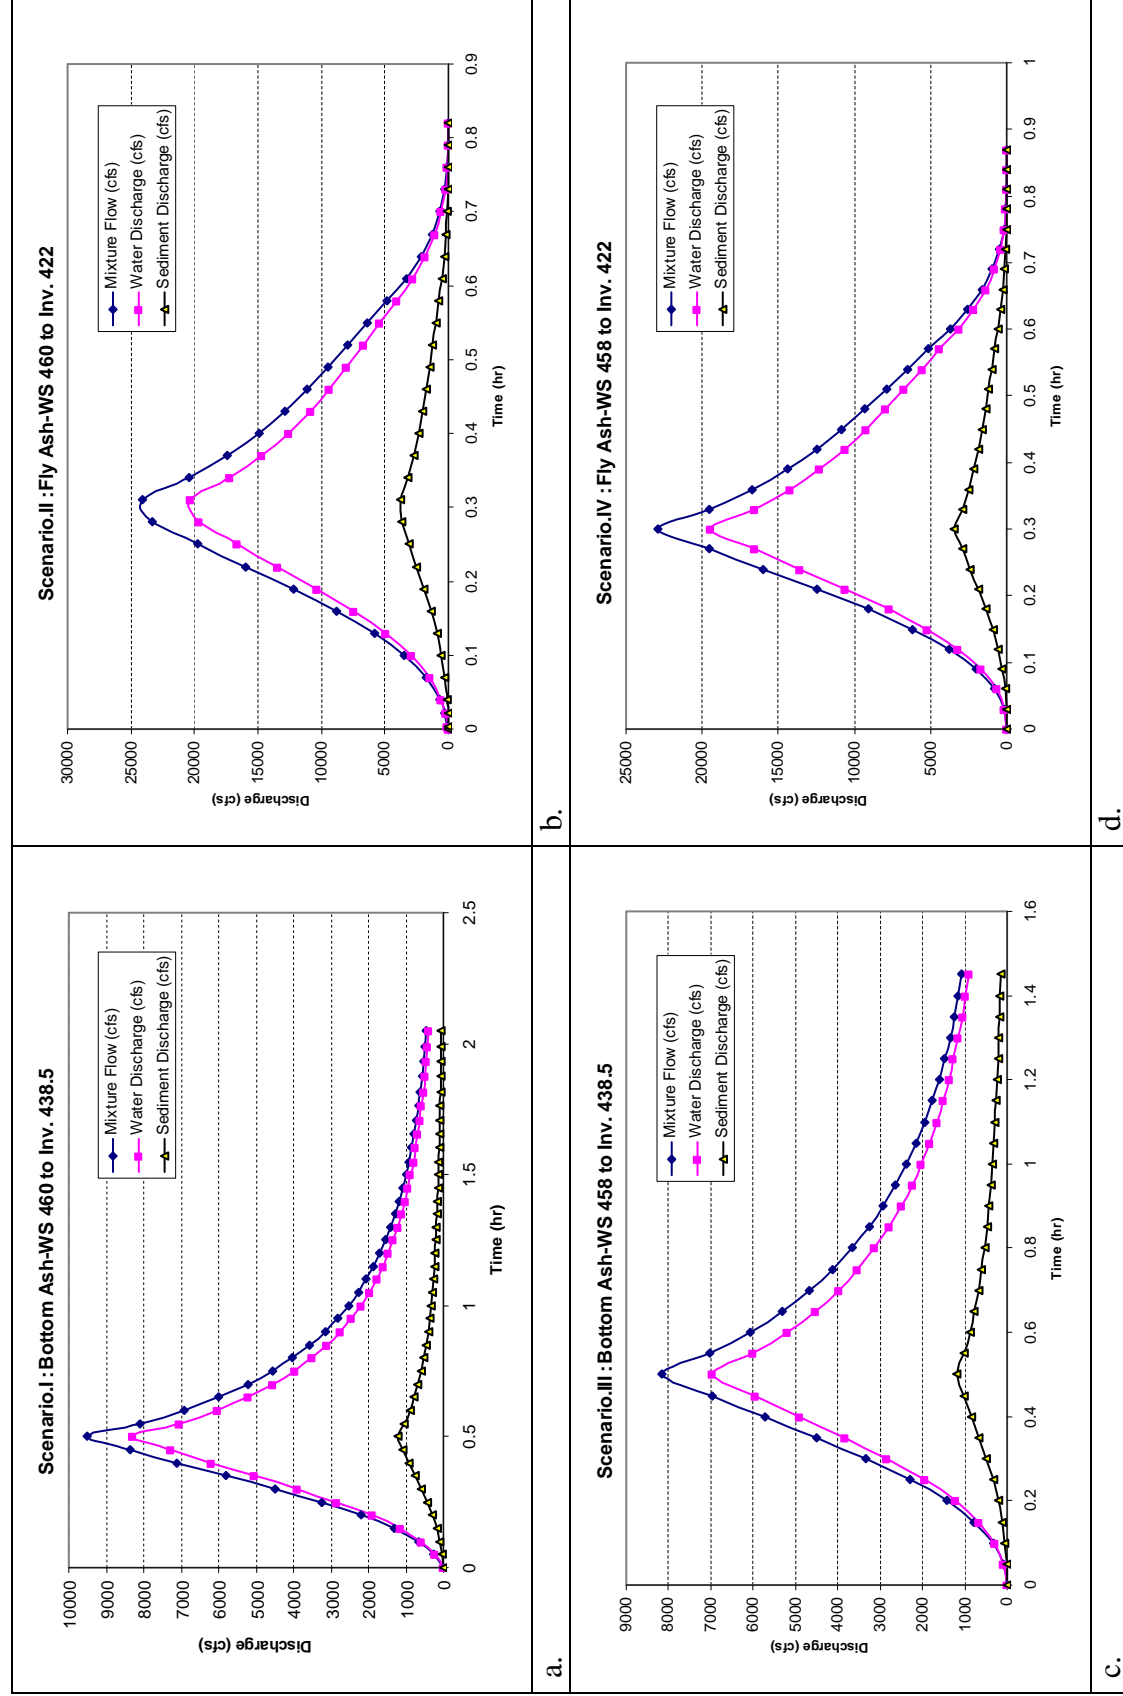 Scenario.I : Bottom Ash-WS 460 to Inv. 438.5
Mixture Flow (cfs)
Water Discharge (cfs)
Sediment Discharge (cfs)
Discharge (cfs)
10000
9000
8000
7000
6000
5000
4000
3000
2000
1000
0
0 0.5 1 1.5 2 2.5
Time (hr)
a.
Scenario.II : Fly Ash-WS 460 to Inv. 422
Mixture Flow (cfs)
Water Discharge (cfs)
Sediment Discharge (cfs)
Discharge (cfs)
30000
25000
20000
15000
10000
5000
0
0 0.1 0.2 0.3 0.4 0.5 0.6 0.7 0.8 0.9
Time (hr)
b.
Scenario.III : Bottom Ash-WS 458 to Inv. 438.5
Mixture Flow (cfs)
Water Discharge (cfs)
Sediment Discharge (cfs)
Discharge (cfs)
9000
8000
7000
6000
5000
4000
3000
2000
1000
0
0 0.2 0.4 0.6 0.8 1 1.2 1.4 1.6
Time (hr)
c.
Scenario.IV : Fly Ash-WS 458 to Inv. 422
Mixture Flow (cfs)
Water Discharge (cfs)
Sediment Discharge (cfs)
Discharge (cfs)
25000
20000
15000
10000
5000
0
0 0.1 0.2 0.3 0.4 0.5 0.6 0.7 0.8 0.9 1
Time (hr)
d.